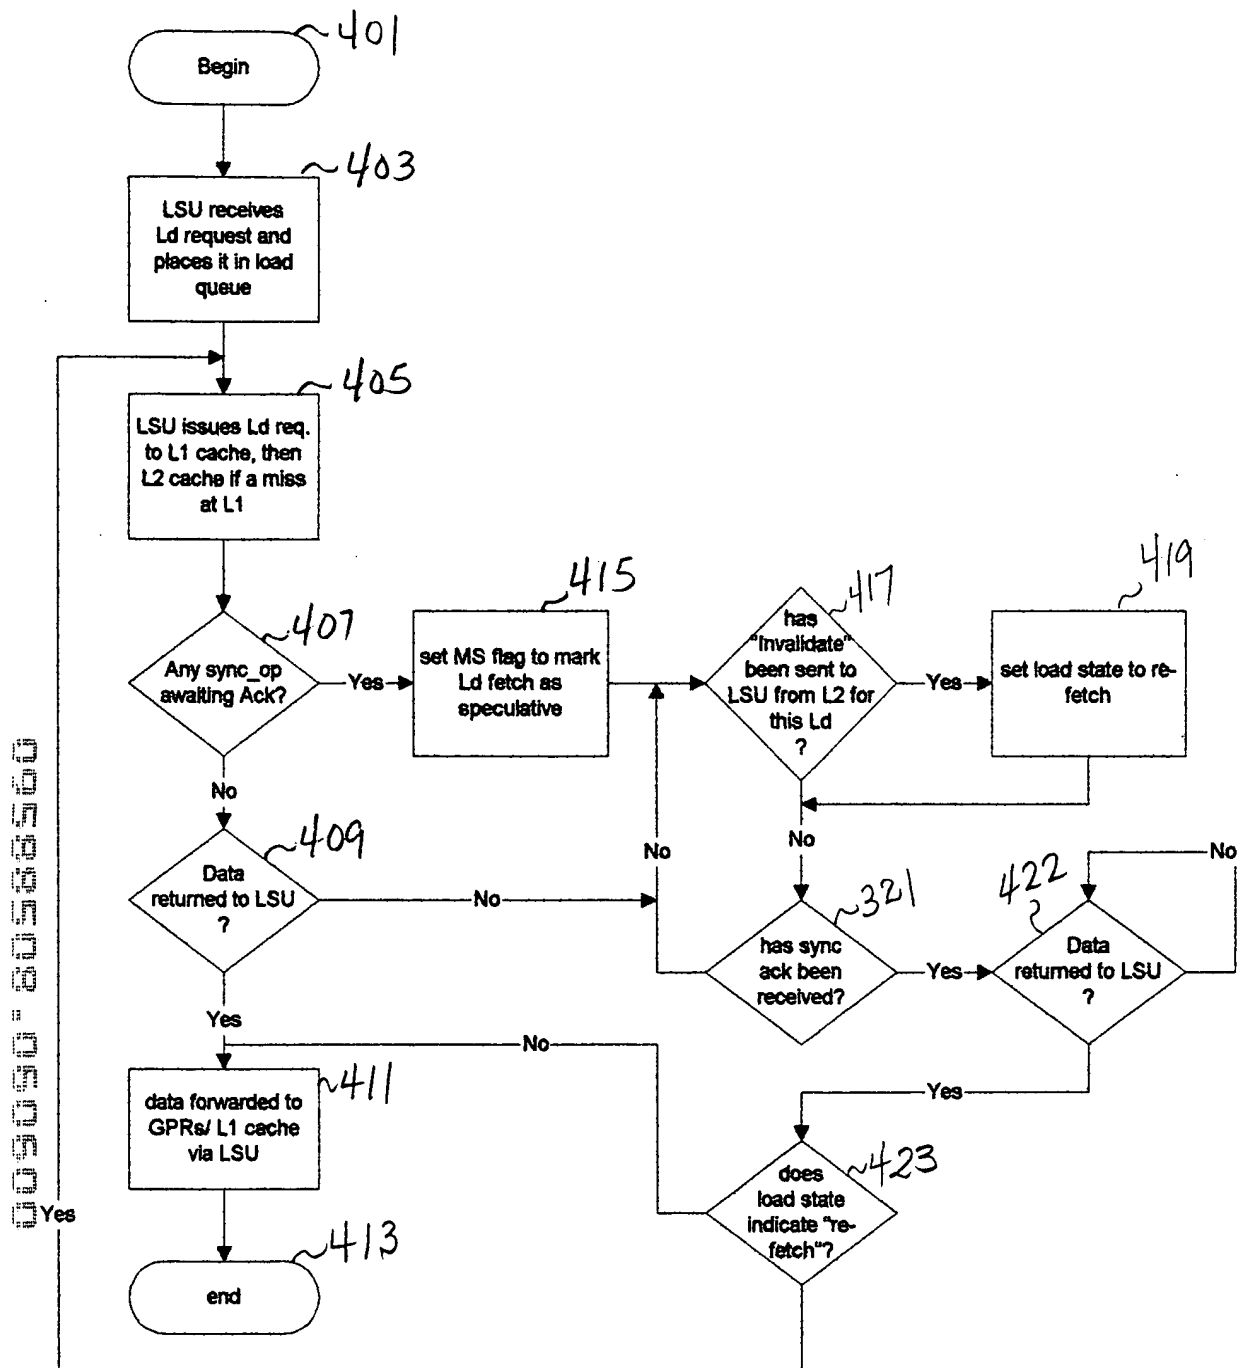 401
Begin
403
LSU receives
Ld request and
places it in load
queue
405
LSU issues Ld req.
to L1 cache, then
L2 cache if a miss
at L1
407
Any sync_op
awaiting Ack?
Yes
415
set MS flag to mark
Ld fetch as
speculative
417
has
"Invalidate"
been sent to
LSU from L2 for
this Ld
?
Yes
419
set load state to re-
fetch
No
409
Data
returned to LSU
?
No
No
No
321
has sync
ack been
received?
Yes
422
Data
returned to LSU
?
No
Yes
No
Yes
411
data forwarded to
GPRs/ L1 cache
via LSU
423
does
load state
indicate "re-
fetch"?
Yes
413
end